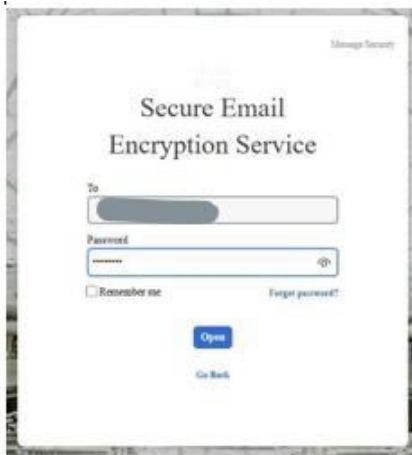 Message Security
Secure Email
Encryption Service
To
Password
Remember me
Forgot password?
Open
Go Back